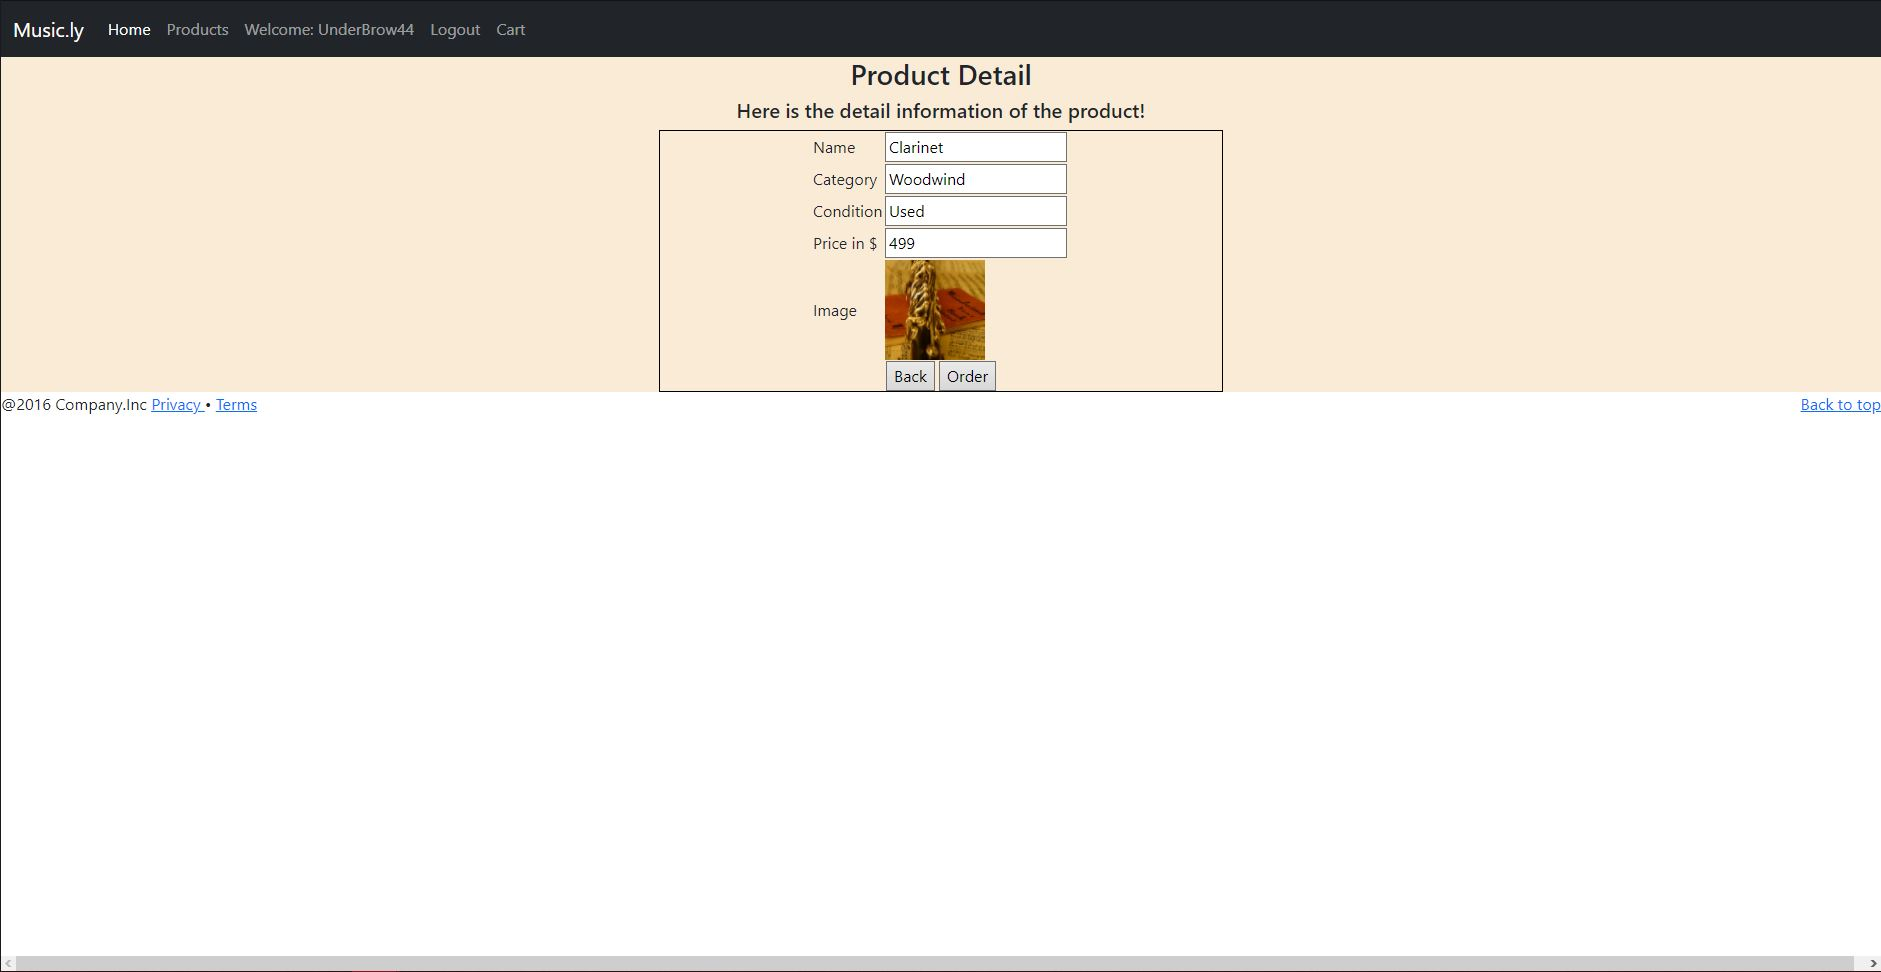 Music.ly Home Products Welcome: UnderBrow44 Logout Cart
Product Detail
Here is the detail information of the product!
Name Clarinet
Category Woodwind
Condition Used
Price in $ 499
Image
Back Order
@2016 Company.Inc Privacy • Terms Back to top